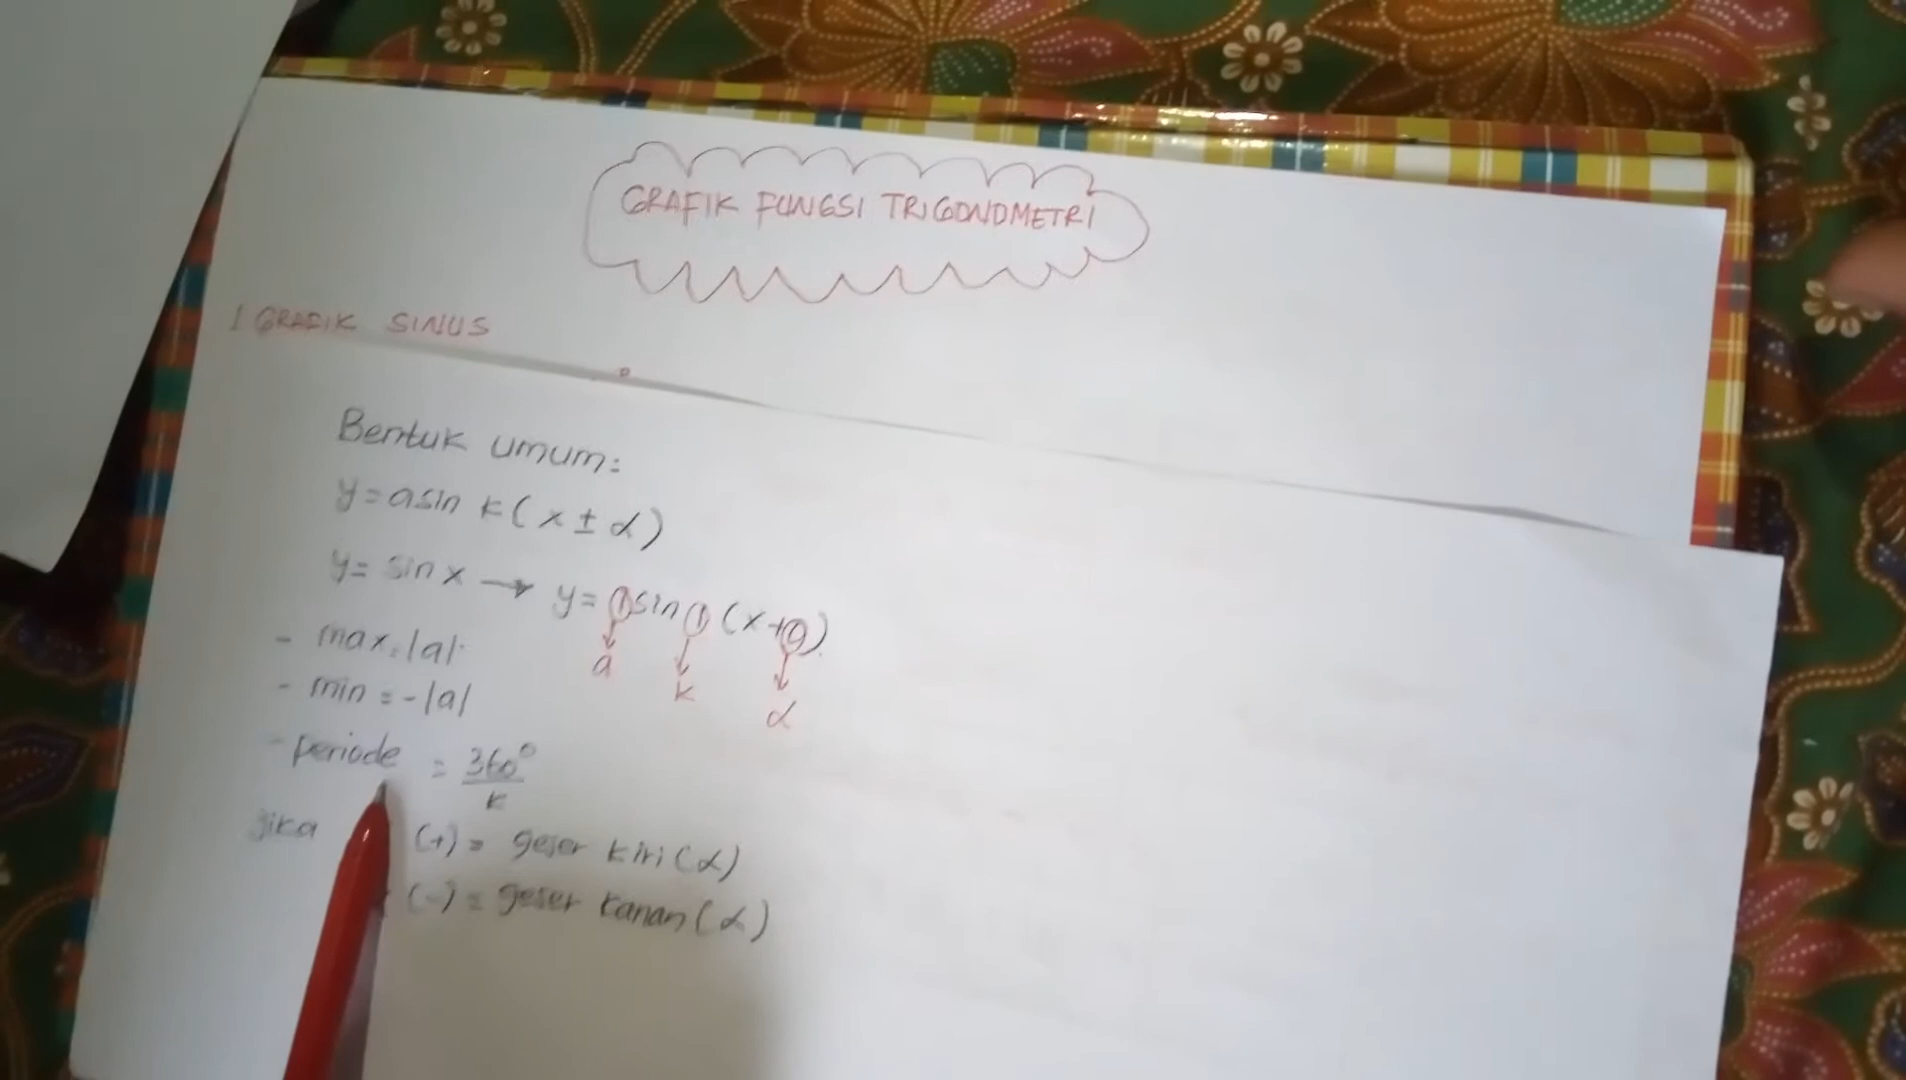 GRAFIK FUNGSI TRIGONOMETRI
1 GRAFIK SINUS
Bentuk umum:
y = a sin k ( x ± α )
y = sin x → y = 1 sin 1 ( x + 0 )
a k α
- max = |a|
- min = - |a|
- periode = 360° / k
jika (+) = geser kiri ( α )
(-) = geser kanan ( α )